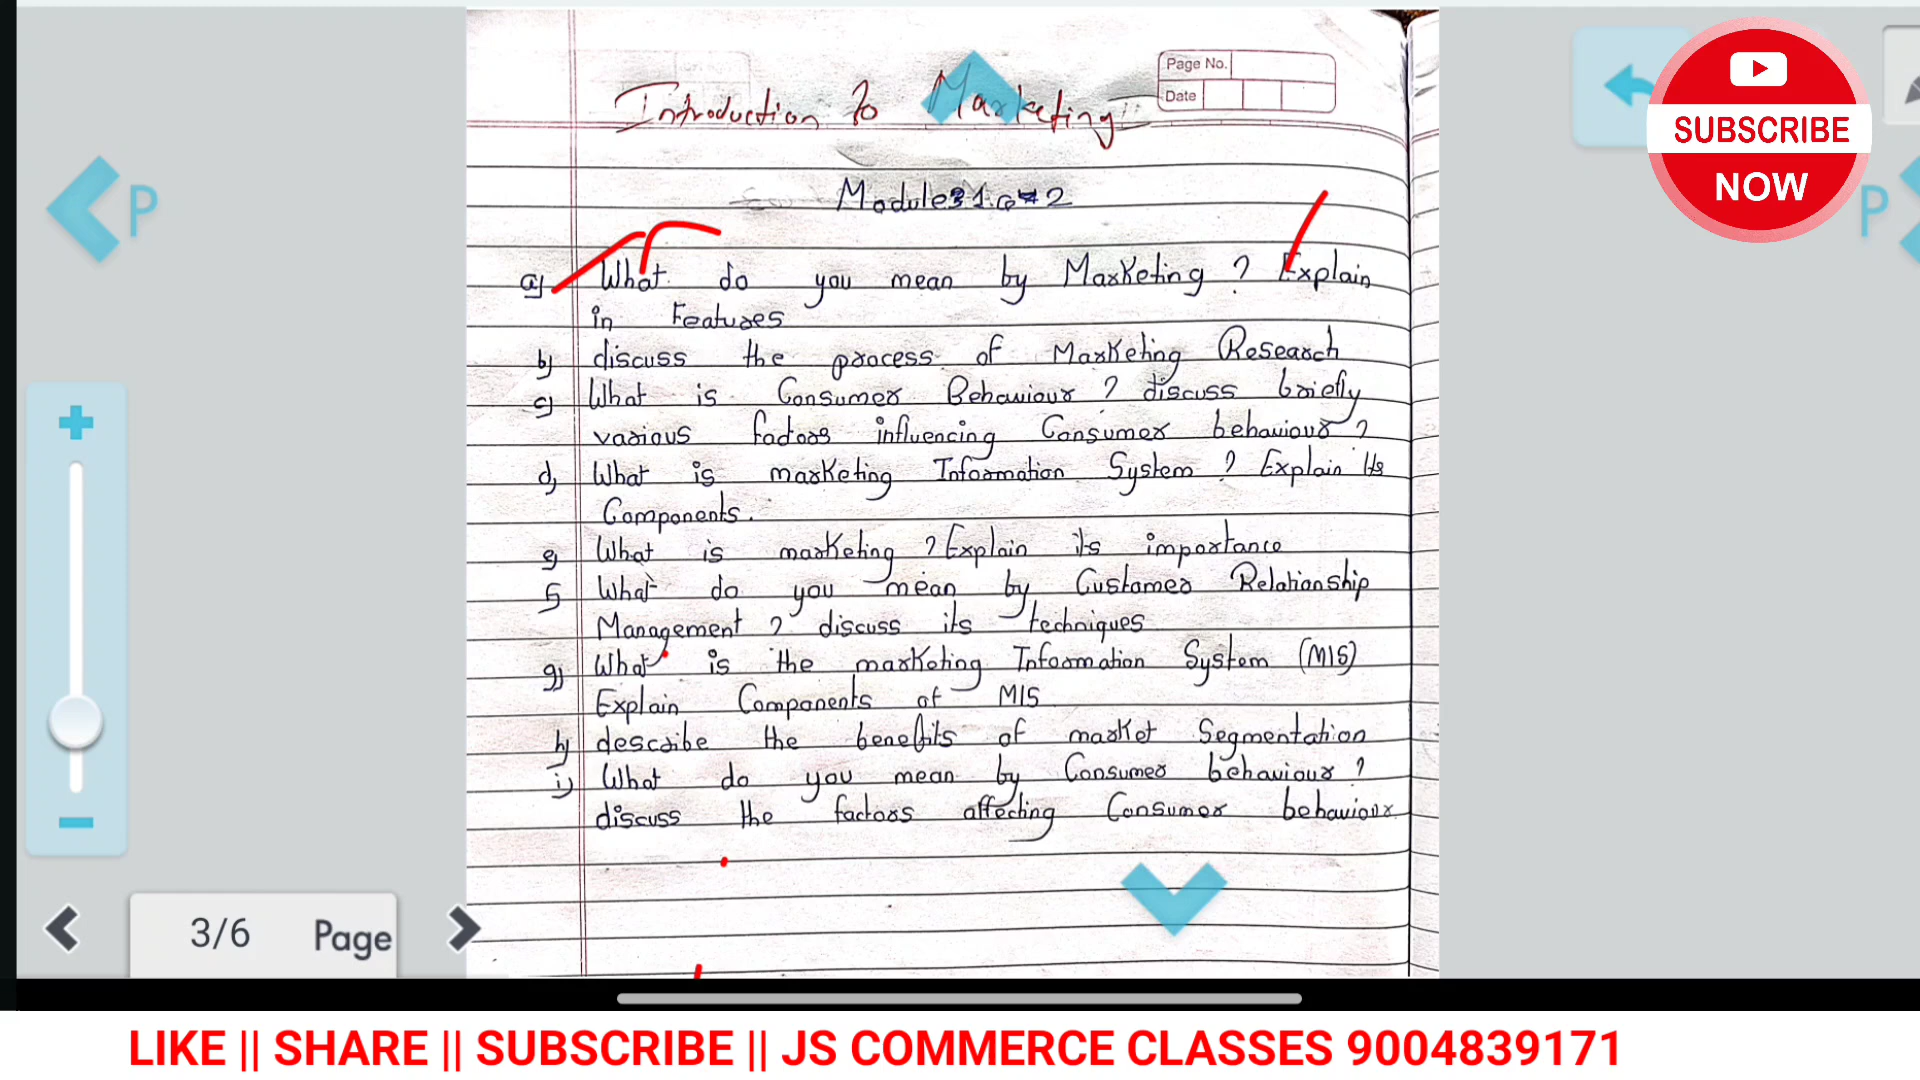 Page No.
Date
Introduction To Marketing
SUBSCRIBE
NOW
P
P
Module 1 2
a) What do you mean by Marketing ? Explain
in Features
b) discuss the process of Marketing Research
c) What is Consumer Behaviour ? discuss briefly
various factors influencing Consumer behaviour ?
d) What is marketing Information System ? Explain its
Components.
e) What is marketing ? Explain its importance
f) What do you mean by Customer Relationship
Management ? discuss its techniques
g) What is the marketing Information System (MIS)
Explain Components of MIS
h) describe the benefits of market Segmentation
i) What do you mean by Consumer behaviour ?
discuss the factors affecting Consumer behaviour.
3/6 Page
LIKE || SHARE || SUBSCRIBE || JS COMMERCE CLASSES 9004839171